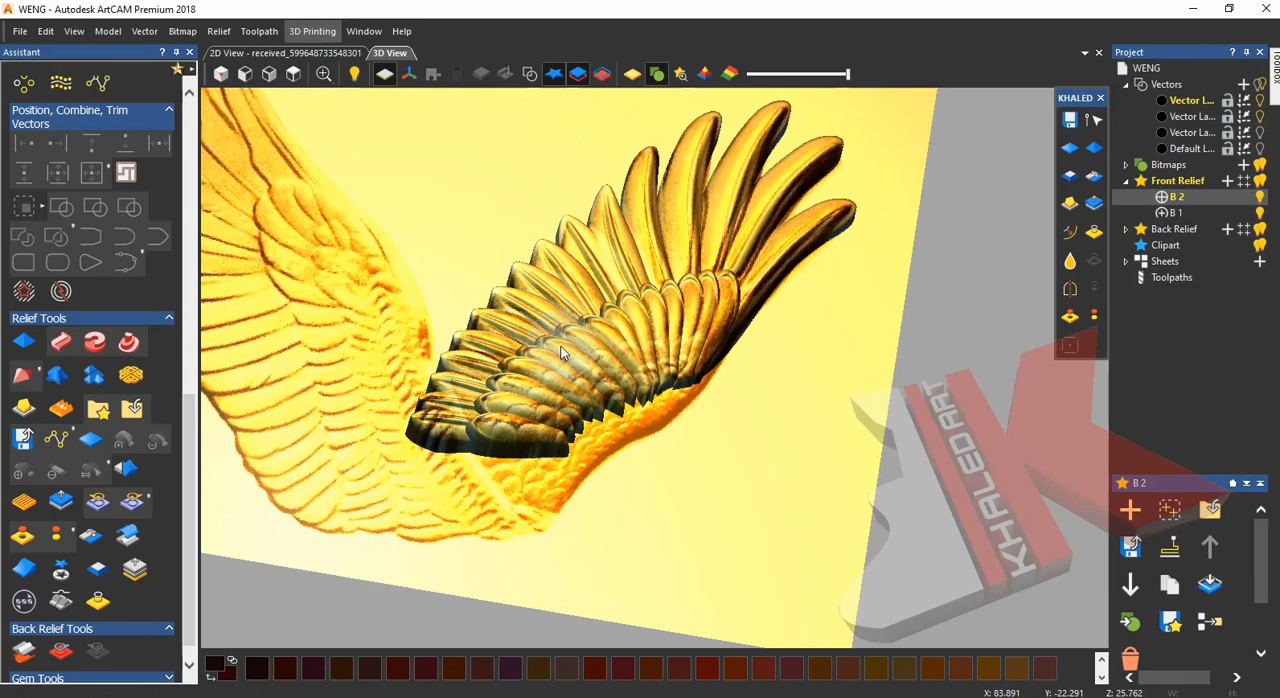 WENG - Autodesk ArtCAM Premium 2018
File Edit View Model Vector Bitmap Relief Toolpath 3D Printing Window Help
Assistant
2D View - received_599648733548301
3D View
Project
Toolbox
WENG
Vectors
Vector L...
Vector La...
Vector La...
Default L...
Bitmaps
Front Relief
B 2
B 1
Back Relief
Clipart
Sheets
Toolpaths
KHALED
Position, Combine, Trim
Vectors
Relief Tools
Back Relief Tools
Gem Tools
B 2
KHALED ART
X: 83.891 Y: -22.291 Z: 25.762 W: H: